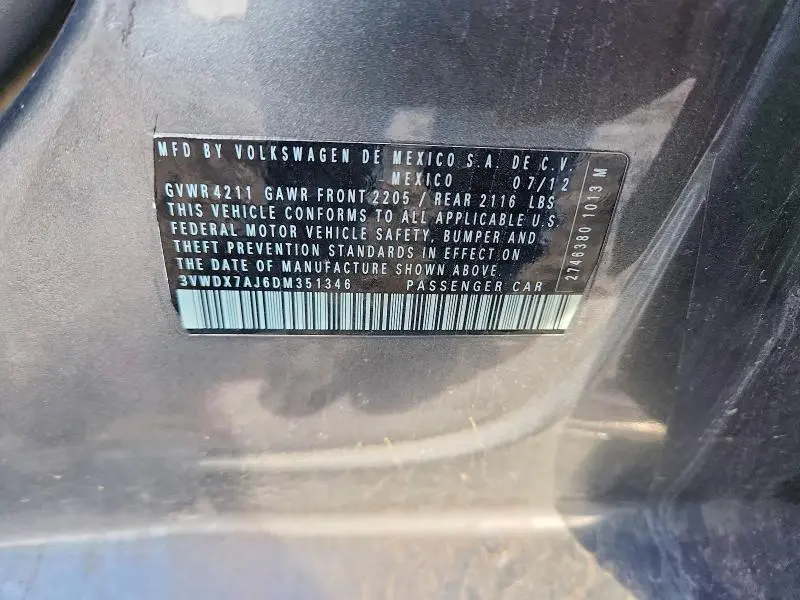 MFD BY VOLKSWAGEN DE MEXICO S.A. DE C.V.
- MEXICO 07/12
GVWR 4211 GAWR FRONT 2205 / REAR 2116 LBS
THIS VEHICLE CONFORMS TO ALL APPLICABLE U.S.
FEDERAL MOTOR VEHICLE SAFETY, BUMPER AND
THEFT PREVENTION STANDARDS IN EFFECT ON
THE DATE OF MANUFACTURE SHOWN ABOVE.
3VWDX7AJ6DM351346 PASSENGER CAR
2746380 1013 M